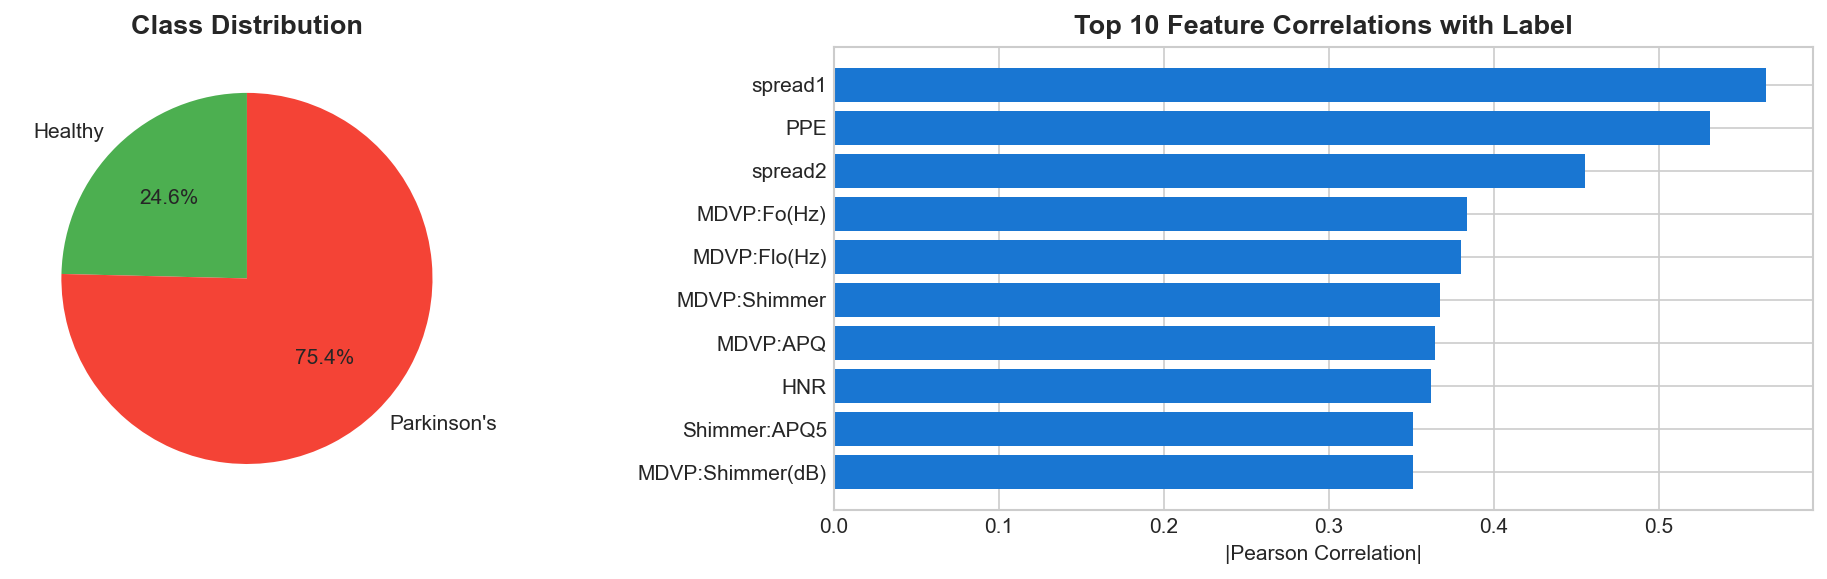 Class Distribution
Healthy
24.6%
75.4%
Parkinson's
Top 10 Feature Correlations with Label
spread1
PPE
spread2
MDVP:Fo(Hz)
MDVP:Flo(Hz)
MDVP:Shimmer
MDVP:APQ
HNR
Shimmer:APQ5
MDVP:Shimmer(dB)
0.0 0.1 0.2 0.3 0.4 0.5
|Pearson Correlation|